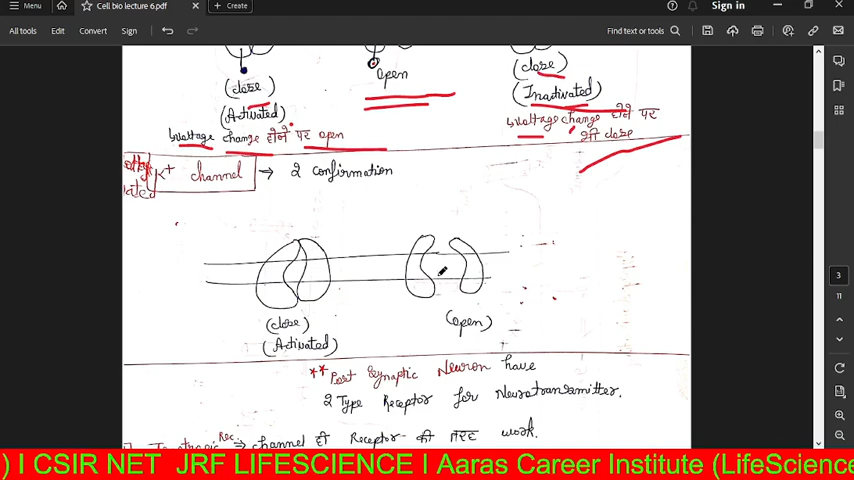 Menu
Cell bio lecture 6.pdf
Create
Sign in
All tools
Edit
Convert
Sign
Find text or tools
(close)
(Activated)
voltage change होने पर open
Open
(close)
(Inactivated)
voltage change होने पर
भी close
K+ channel → 2 confirmation
(close)
(Activated)
(open)
** Post Synaptic Neuron have
2 Type Receptor for Neurotransmitter.
Rec. ⇒ channel ही Receptor की तरह work.
3
11
) I CSIR NET JRF LIFESCIENCE I Aaras Career Institute (LifeScience